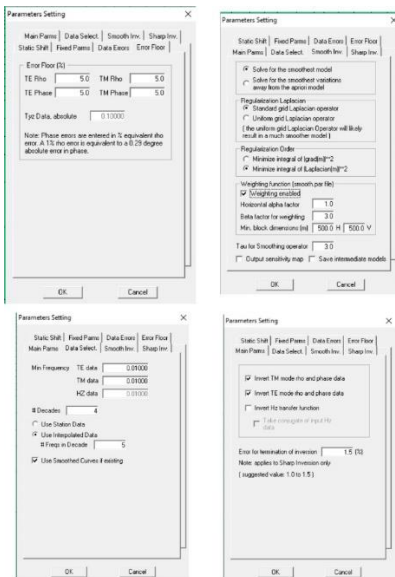 Parameters Setting
Main Parms Data Select. Smooth Inv. Sharp Inv.
Static Shift Fixed Parms Data Errors Error Floor
Error Floor (%)
TE Rho 5.0 TM Rho 5.0
TE Phase 5.0 TM Phase 5.0
Tyz Data, absolute 0.10000
Note: Phase errors are entered in % equivalent rho
error. A 1% rho error is equivalent to a 0.29 degree
absolute error in phase.
OK Cancel
Parameters Setting
Static Shift Fixed Parms Data Errors Error Floor
Main Parms Data Select. Smooth Inv. Sharp Inv.
Solve for the smoothest model
Solve for the smoothest variations
away from the apriori model
Regularization Laplacian
Standard grid Laplacian operator
Uniform grid Laplacian operator
( the uniform grid Laplacian Operator will likely
result in a much smoother model )
Regularization Order
Minimize integral of |grad(m)|**2
Minimize integral of |Laplacian(m)|**2
Weighting function (smooth.par file)
Weighting enabled
Horizontal alpha factor 1.0
Beta factor for weighting 3.0
Min. block dimensions (m) 500.0 H 500.0 V
Tau for Smoothing operator 3.0
Output sensitivity map Save intermediate models
OK Cancel
Parameters Setting
Static Shift Fixed Parms Data Errors Error Floor
Main Parms Data Select. Smooth Inv. Sharp Inv.
Min Frequency TE data 0.01000
TM data 0.01000
HZ data 0.01000
# Decades 4
Use Station Data
Use Interpolated Data
# Freqs in Decade 5
Use Smoothed Curves if existing
OK Cancel
Parameters Setting
Static Shift Fixed Parms Data Errors Error Floor
Main Parms Data Select. Smooth Inv. Sharp Inv.
Invert TM mode rho and phase data
Invert TE mode rho and phase data
Invert Hz transfer function
Take conjugate of input Hz
data
Error for termination of inversion 1.5 (%)
Note: applies to Sharp Inversion only
( suggested value: 1.0 to 1.5 )
OK Cancel